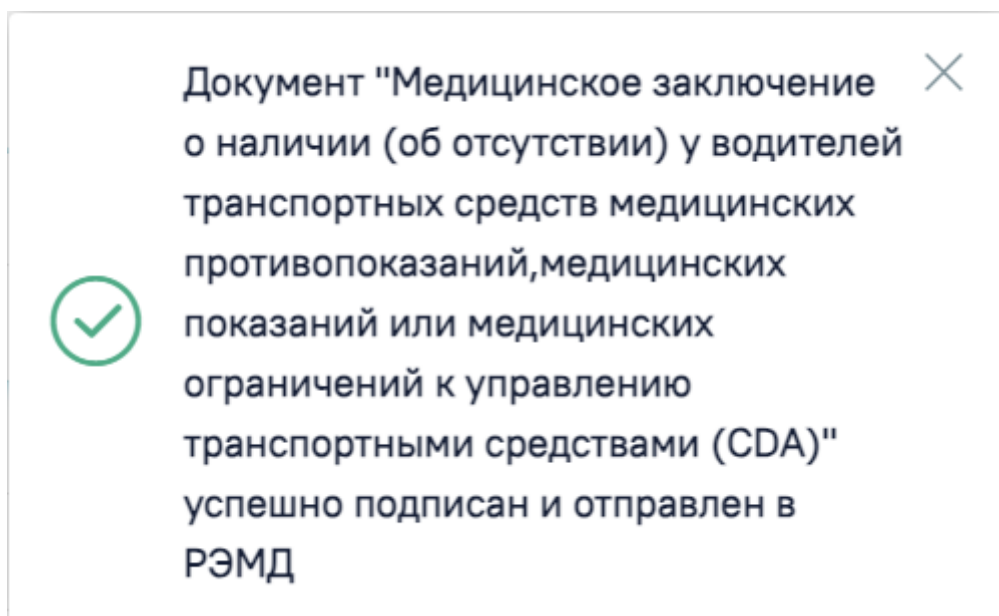 Документ "Медицинское заключение
о наличии (об отсутствии) у водителей
транспортных средств медицинских
противопоказаний,медицинских
показаний или медицинских
ограничений к управлению
транспортными средствами (CDA)"
успешно подписан и отправлен в
РЭМД